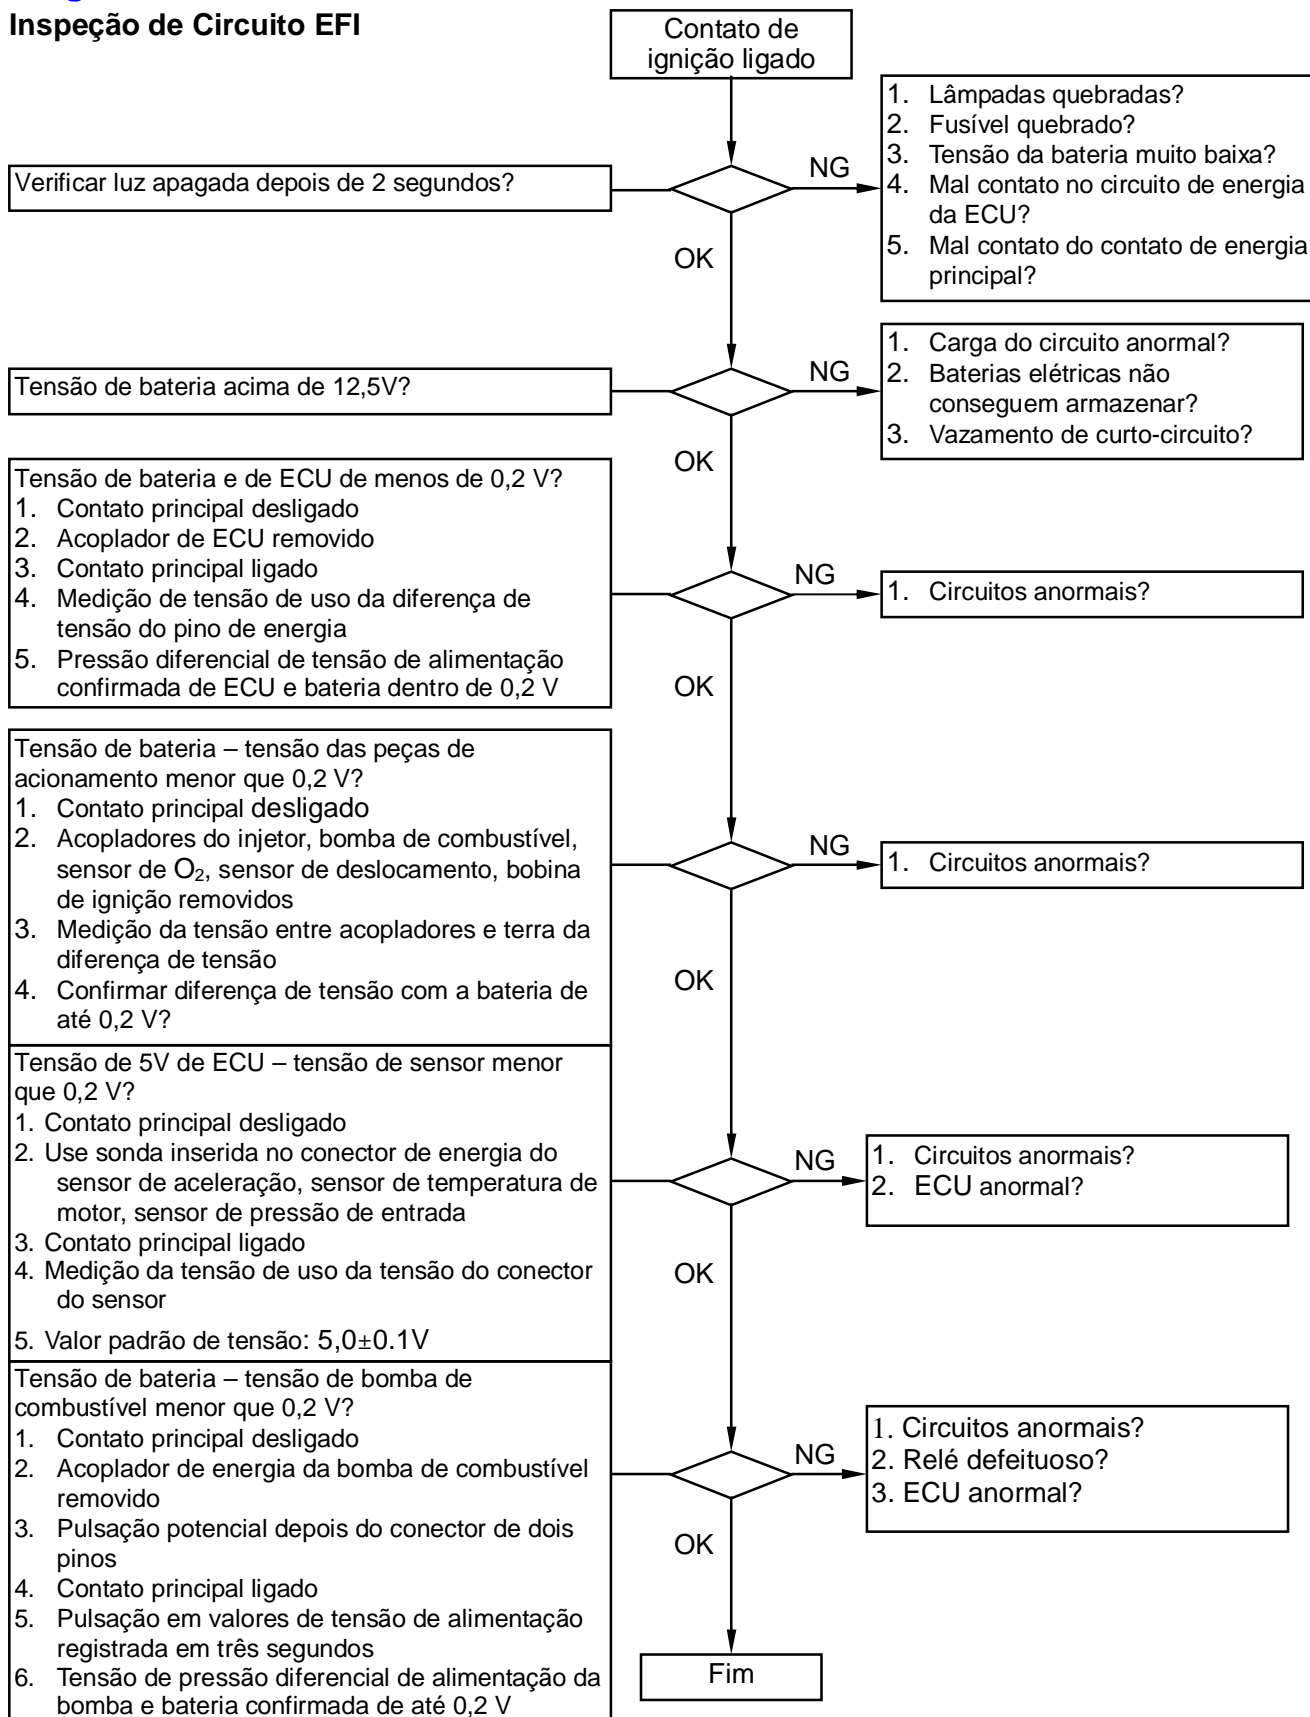 Inspeção de Circuito EFI
Contato de
ignição ligado
Verificar luz apagada depois de 2 segundos?
NG
1. Lâmpadas quebradas?
2. Fusível quebrado?
3. Tensão da bateria muito baixa?
4. Mal contato no circuito de energia
da ECU?
5. Mal contato do contato de energia
principal?
OK
Tensão de bateria acima de 12,5V?
NG
1. Carga do circuito anormal?
2. Baterias elétricas não
conseguem armazenar?
3. Vazamento de curto-circuito?
OK
Tensão de bateria e de ECU de menos de 0,2 V?
1. Contato principal desligado
2. Acoplador de ECU removido
3. Contato principal ligado
4. Medição de tensão de uso da diferença de
tensão do pino de energia
5. Pressão diferencial de tensão de alimentação
confirmada de ECU e bateria dentro de 0,2 V
NG
1. Circuitos anormais?
OK
Tensão de bateria – tensão das peças de
acionamento menor que 0,2 V?
1. Contato principal desligado
2. Acopladores do injetor, bomba de combustível,
sensor de O₂, sensor de deslocamento, bobina
de ignição removidos
3. Medição da tensão entre acopladores e terra da
diferença de tensão
4. Confirmar diferença de tensão com a bateria de
até 0,2 V?
NG
1. Circuitos anormais?
OK
Tensão de 5V de ECU – tensão de sensor menor
que 0,2 V?
1. Contato principal desligado
2. Use sonda inserida no conector de energia do
sensor de aceleração, sensor de temperatura de
motor, sensor de pressão de entrada
3. Contato principal ligado
4. Medição da tensão de uso da tensão do conector
do sensor
5. Valor padrão de tensão: 5,0±0.1V
NG
1. Circuitos anormais?
2. ECU anormal?
OK
Tensão de bateria – tensão de bomba de
combustível menor que 0,2 V?
1. Contato principal desligado
2. Acoplador de energia da bomba de combustível
removido
3. Pulsação potencial depois do conector de dois
pinos
4. Contato principal ligado
5. Pulsação em valores de tensão de alimentação
registrada em três segundos
6. Tensão de pressão diferencial de alimentação da
bomba e bateria confirmada de até 0,2 V
NG
1. Circuitos anormais?
2. Relé defeituoso?
3. ECU anormal?
OK
Fim